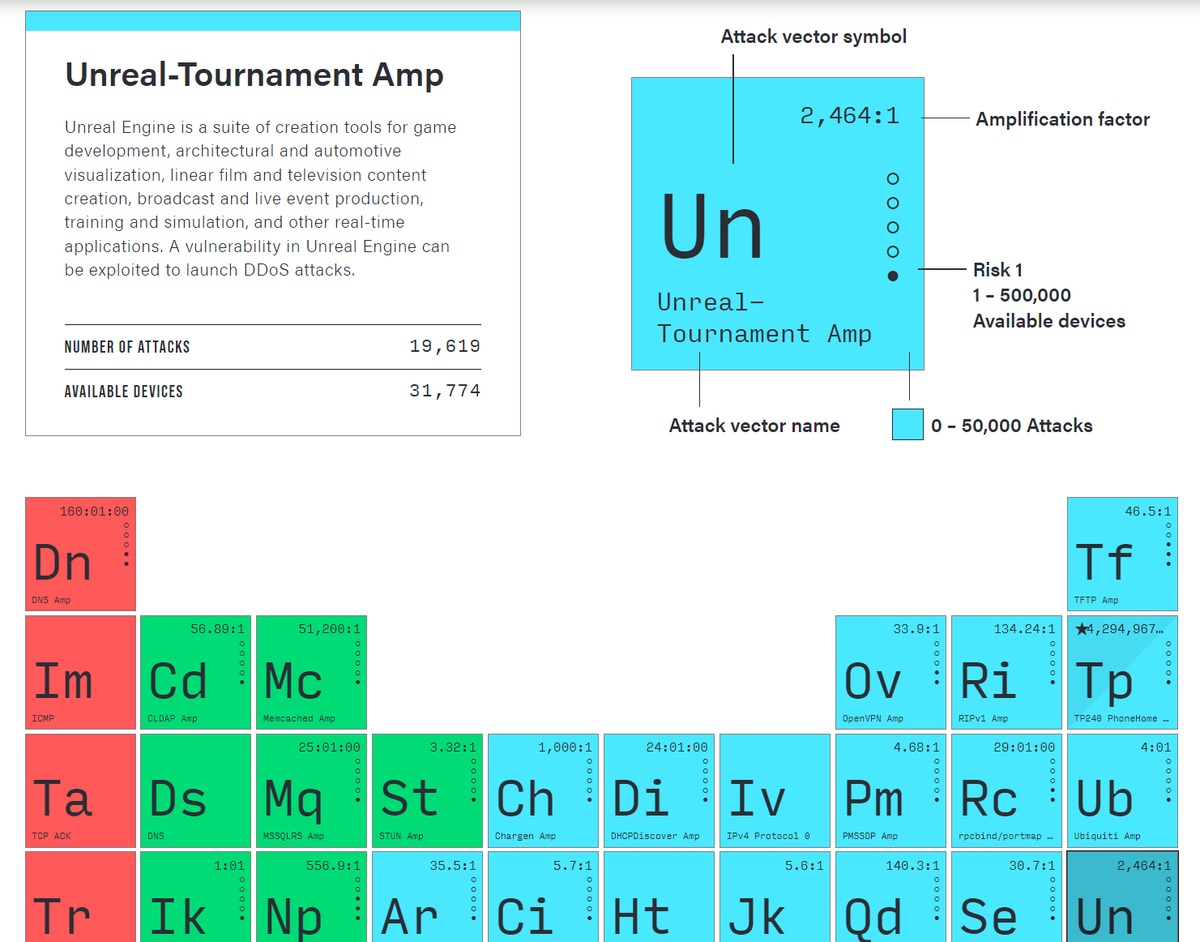 Unreal-Tournament Amp
Unreal Engine is a suite of creation tools for game
development, architectural and automotive
visualization, linear film and television content
creation, broadcast and live event production,
training and simulation, and other real-time
applications. A vulnerability in Unreal Engine can
be exploited to launch DDoS attacks.
NUMBER OF ATTACKS 19,619
AVAILABLE DEVICES 31,774
Attack vector symbol
2,464:1
Amplification factor
Un
Unreal-
Tournament Amp
Risk 1
1 – 500,000
Available devices
Attack vector name
0 – 50,000 Attacks
160:01:00
Dn
DNS Amp
46.5:1
Tf
TFTP Amp
Im
ICMP
56.89:1
Cd
CLDAP Amp
51,200:1
Mc
Memcached Amp
33.9:1
Ov
OpenVPN Amp
134.24:1
Ri
RIPv1 Amp
★4,294,967…
Tp
TP240 PhoneHome …
Ta
TCP ACK
Ds
DNS
25:01:00
Mq
MSSQLRS Amp
3.32:1
St
STUN Amp
1,000:1
Ch
Chargen Amp
24:01:00
Di
DHCPDiscover Amp
Iv
IPv4 Protocol 0
4.68:1
Pm
PMSSDP Amp
29:01:00
Rc
rpcbind/portmap …
4:01
Ub
Ubiquiti Amp
Tr
1:01
Ik
556.9:1
Np
35.5:1
Ar
5.7:1
Ci
Ht
5.6:1
Jk
140.3:1
Qd
30.7:1
Se
2,464:1
Un